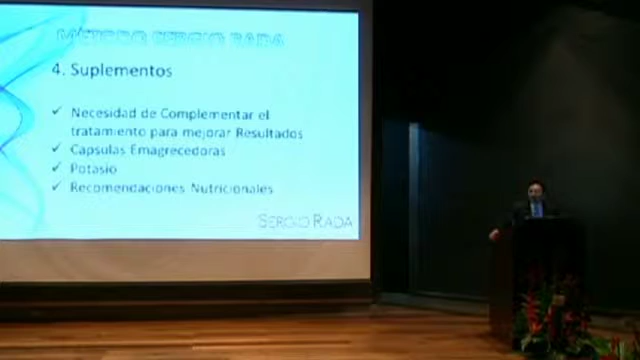 MÉTODO SERGIO RADA
4. Suplementos
Necesidad de Complementar el
tratamiento para mejorar Resultados
Capsulas Emagrecedoras
Potasio
Recomendaciones Nutricionales
SERGIO RADA